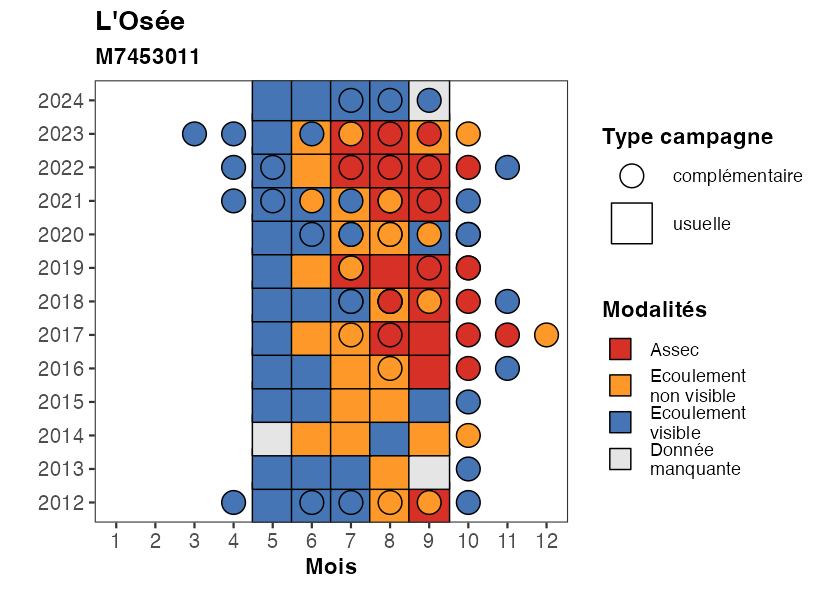 L'Osée
M7453011
2024
2023
2022
2021
2020
2019
2018
2017
2016
2015
2014
2013
2012
1 2 3 4 5 6 7 8 9 10 11 12
Mois
Type campagne
complémentaire
usuelle
Modalités
Assec
Ecoulement
non visible
Ecoulement
visible
Donnée
manquante